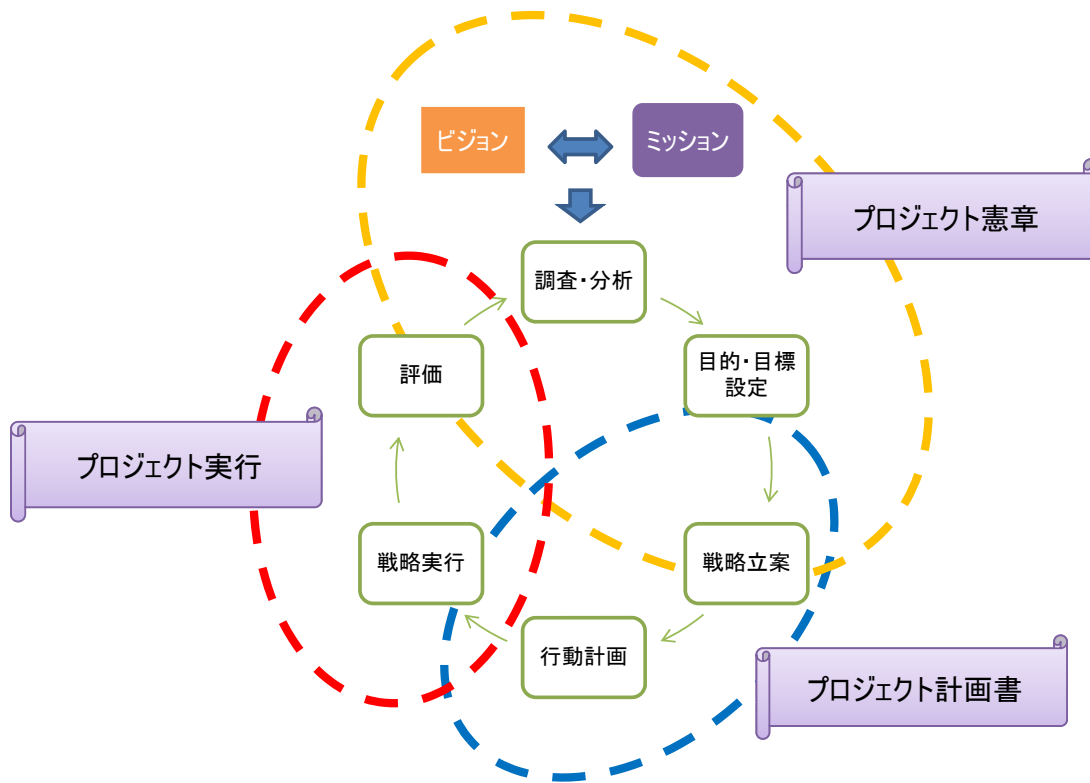 ビジョン
ミッション
プロジェクト憲章
調査・分析
評価
目的・目標
設定
プロジェクト実行
戦略実行
戦略立案
行動計画
プロジェクト計画書